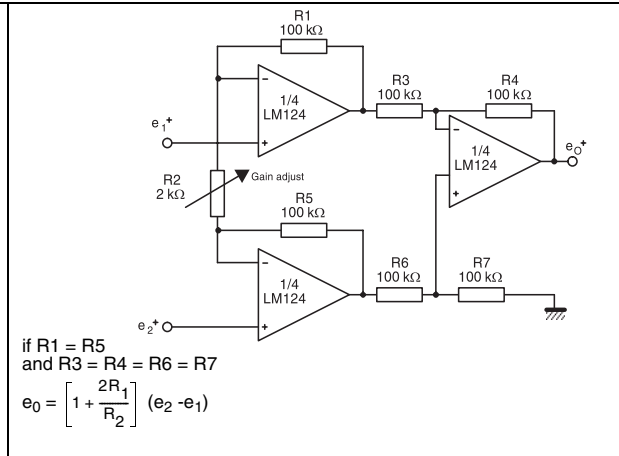 R1
100 kΩ
1/4
LM124
R3
100 kΩ
R4
100 kΩ
e1+
1/4
LM124
eO+
R2
2 kΩ
Gain adjust
R5
100 kΩ
1/4
LM124
R6
100 kΩ
R7
100 kΩ
e2+
if R1 = R5
and R3 = R4 = R6 = R7
e0 = [1 + 2R1/R2] (e2 -e1)